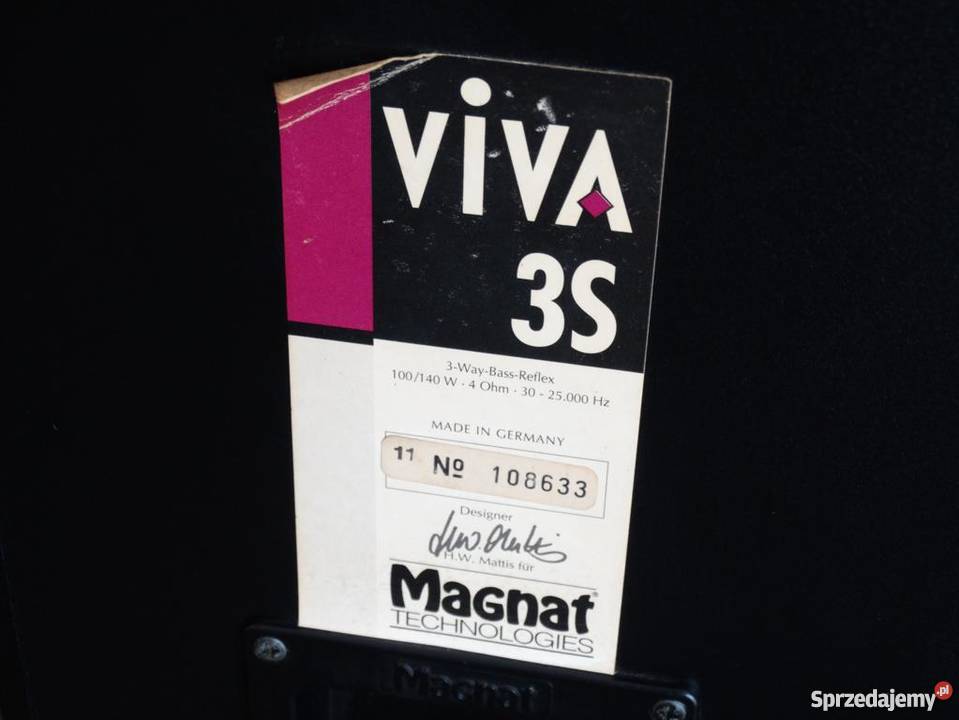 ViVA
3S
3-Way-Bass-Reflex
100/140 W · 4 Ohm · 30 - 25.000 Hz
MADE IN GERMANY
11 Nº 108633
Designer
H.W. Mattis für
Magnat®
TECHNOLOGIES
Magnat
Sprzedajemy.pl